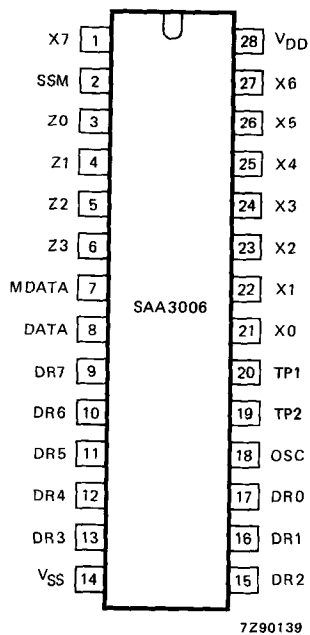 X7 1 28 VDD
SSM 2 27 X6
Z0 3 26 X5
Z1 4 25 X4
Z2 5 24 X3
Z3 6 23 X2
MDATA 7 22 X1
SAA3006
DATA 8 21 X0
DR7 9 20 TP1
DR6 10 19 TP2
DR5 11 18 OSC
DR4 12 17 DR0
DR3 13 16 DR1
VSS 14 15 DR2
7Z90139